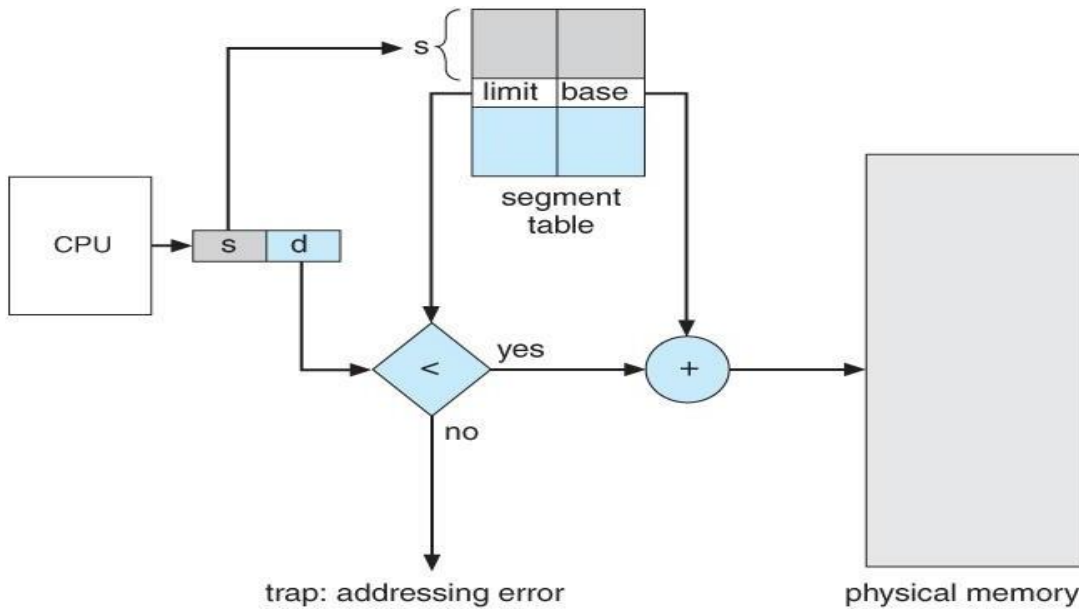 s
limit base
segment
table
CPU
s d
< yes +
no
trap: addressing error
physical memory